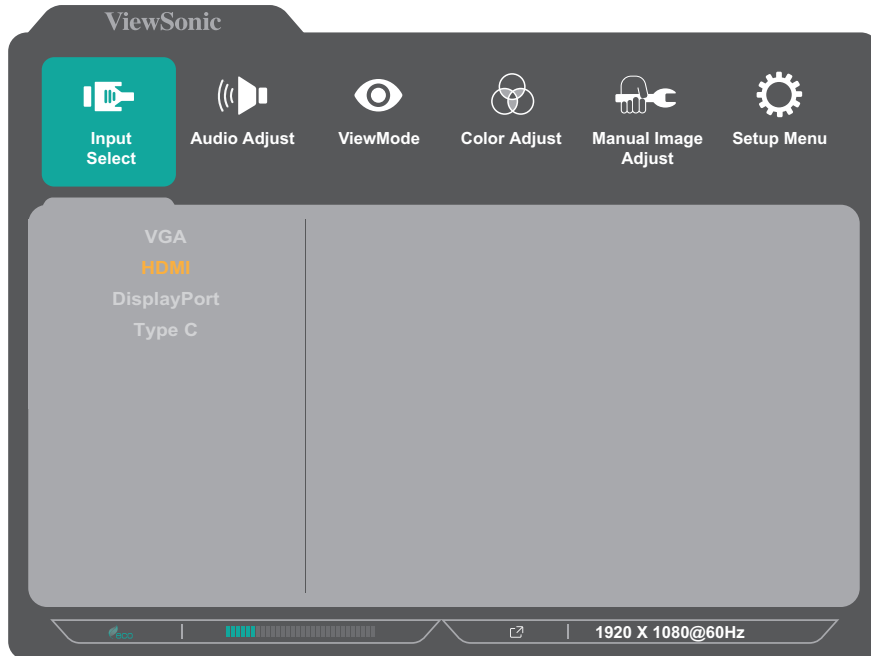 ViewSonic
Input
Select
Audio Adjust
ViewMode
Color Adjust
Manual Image
Adjust
Setup Menu
VGA
HDMI
DisplayPort
Type C
eco
1920 X 1080@60Hz